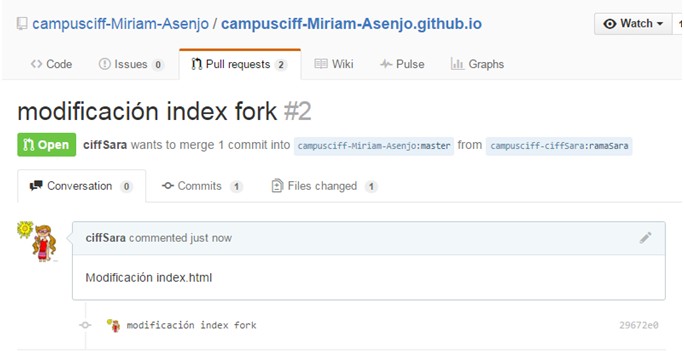 campusciff-Miriam-Asenjo / campusciff-Miriam-Asenjo.github.io Watch
Code Issues 0 Pull requests 2 Wiki Pulse Graphs
modificación index fork #2
Open ciffSara wants to merge 1 commit into campusciff-Miriam-Asenjo:master from campusciff-ciffSara:ramaSara
Conversation 0 Commits 1 Files changed 1
ciffSara commented just now
Modificación index.html
modificación index fork 29672e0